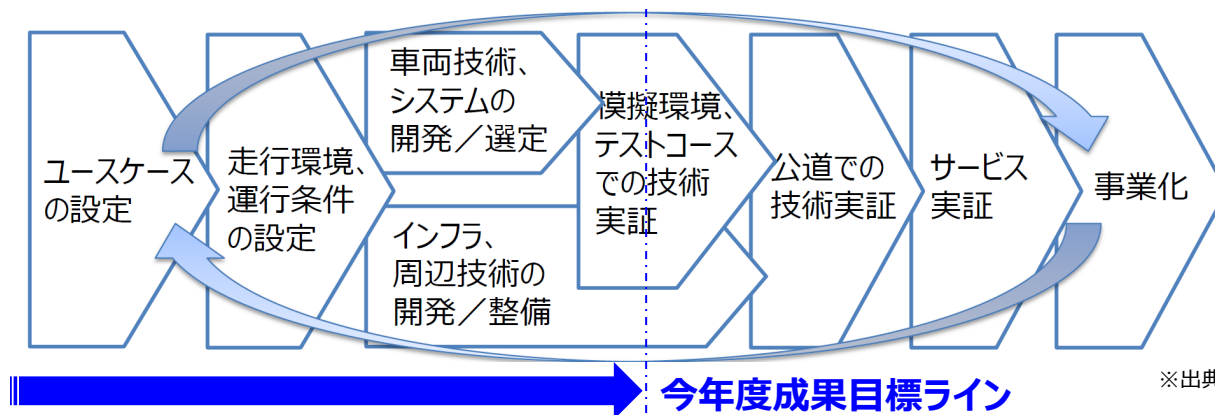 ユースケース
の設定
走行環境、
運行条件
の設定
車両技術、
システムの
開発／選定
インフラ、
周辺技術の
開発／整備
模擬環境、
テストコース
での技術
実証
公道での
技術実証
サービス
実証
事業化
今年度成果目標ライン
※出典